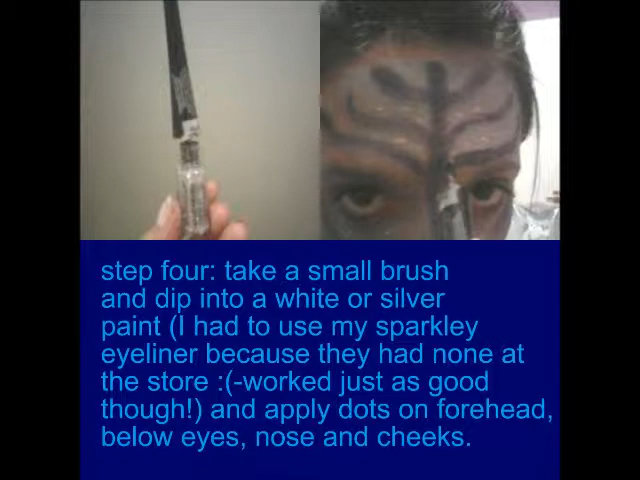 step four: take a small brush
and dip into a white or silver
paint (I had to use my sparkley
eyeliner because they had none at
the store :(-worked just as good
though!) and apply dots on forehead,
below eyes, nose and cheeks.